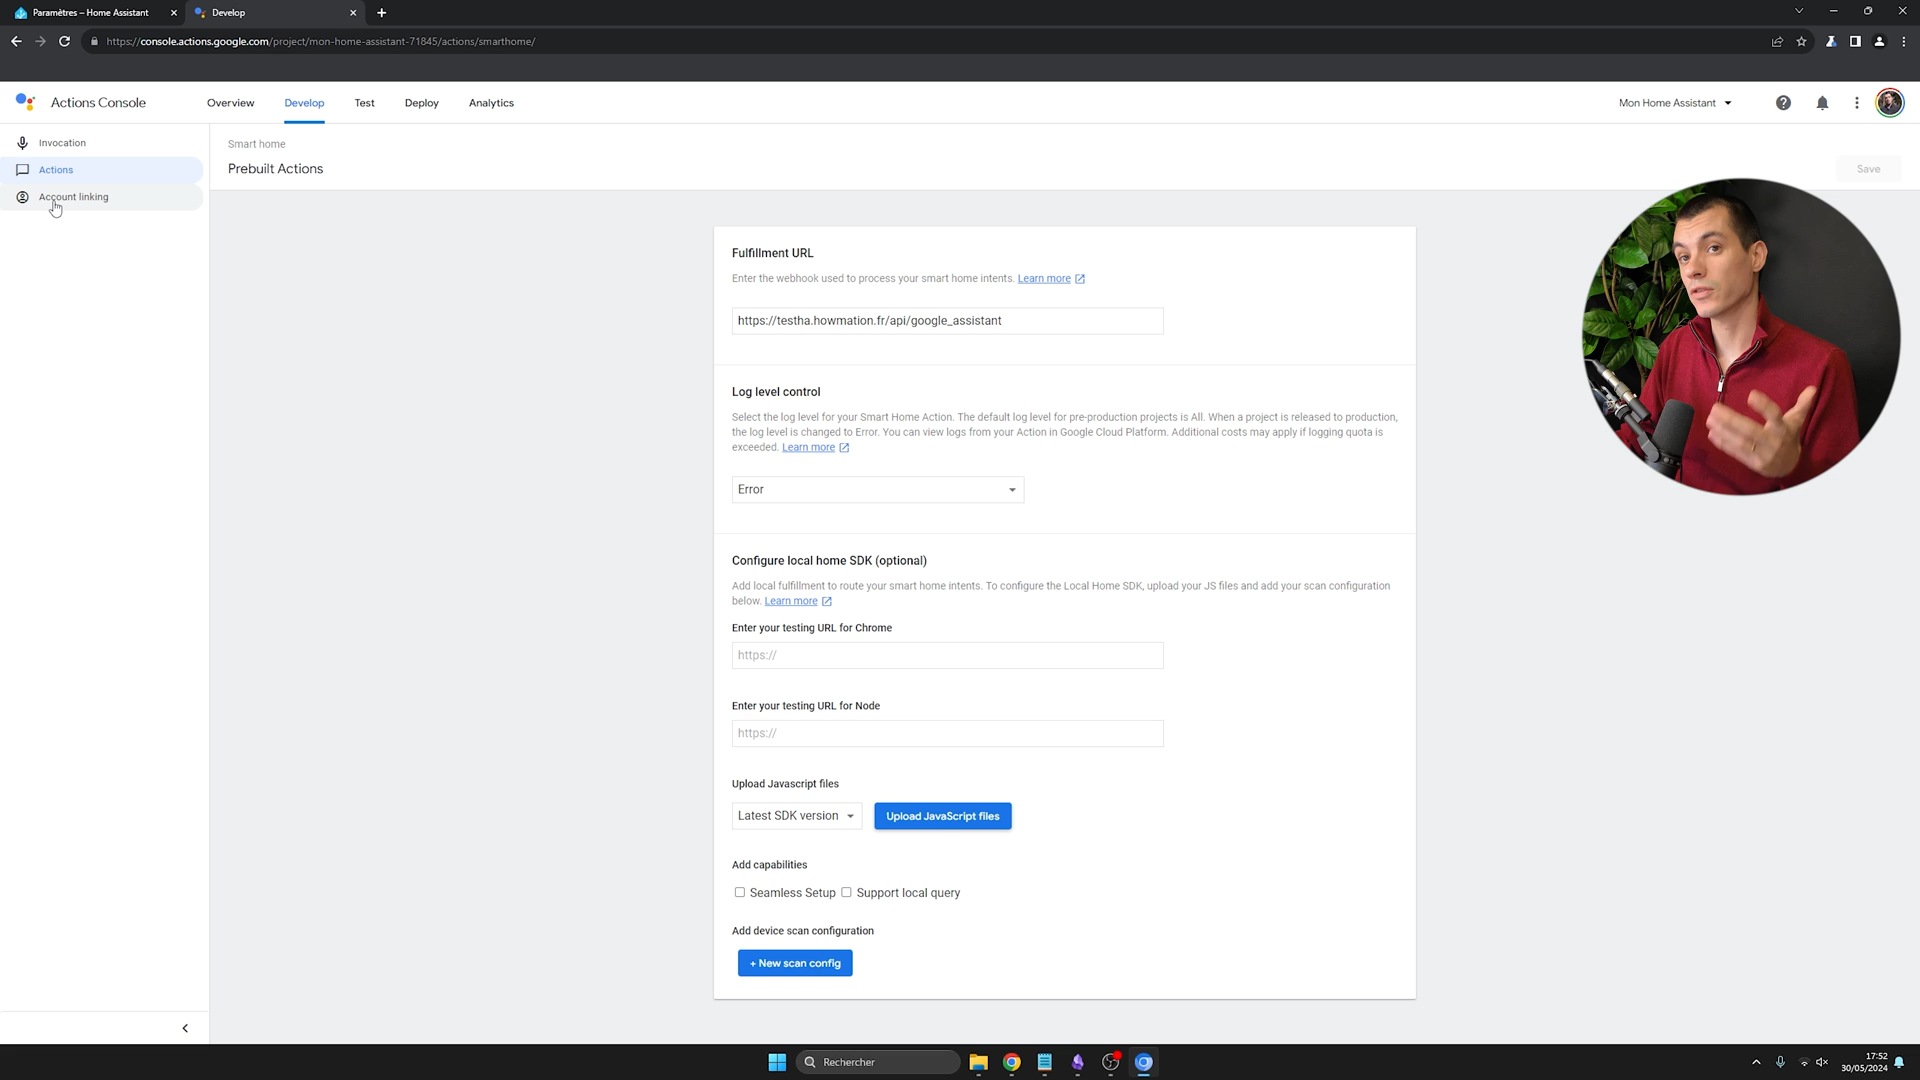 Paramètres – Home Assistant
Develop
https://console.actions.google.com/project/mon-home-assistant-71845/actions/smarthome/
Actions Console
Overview
Develop
Test
Deploy
Analytics
Mon Home Assistant
Invocation
Actions
Account linking
Smart home
Prebuilt Actions
Save
Fulfillment URL
Enter the webhook used to process your smart home intents. Learn more
https://testha.howmation.fr/api/google_assistant
Log level control
Select the log level for your Smart Home Action. The default log level for pre-production projects is All. When a project is released to production,
the log level is changed to Error. You can view logs from your Action in Google Cloud Platform. Additional costs may apply if logging quota is
exceeded. Learn more
Error
Configure local home SDK (optional)
Add local fulfillment to route your smart home intents. To configure the Local Home SDK, upload your JS files and add your scan configuration
below. Learn more
Enter your testing URL for Chrome
https://
Enter your testing URL for Node
https://
Upload Javascript files
Latest SDK version
Upload JavaScript files
Add capabilities
Seamless Setup
Support local query
Add device scan configuration
+ New scan config
Rechercher
17:52
30/05/2024